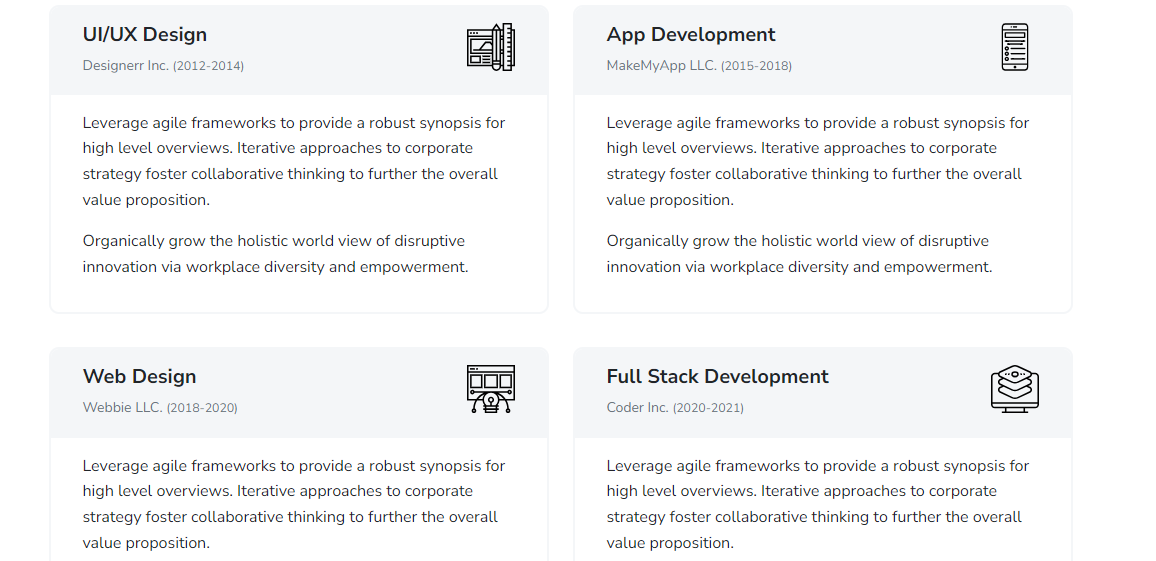 UI/UX Design
Designerr Inc. (2012-2014)
Leverage agile frameworks to provide a robust synopsis for
high level overviews. Iterative approaches to corporate
strategy foster collaborative thinking to further the overall
value proposition.
Organically grow the holistic world view of disruptive
innovation via workplace diversity and empowerment.
App Development
MakeMyApp LLC. (2015-2018)
Leverage agile frameworks to provide a robust synopsis for
high level overviews. Iterative approaches to corporate
strategy foster collaborative thinking to further the overall
value proposition.
Organically grow the holistic world view of disruptive
innovation via workplace diversity and empowerment.
Web Design
Webbie LLC. (2018-2020)
Leverage agile frameworks to provide a robust synopsis for
high level overviews. Iterative approaches to corporate
strategy foster collaborative thinking to further the overall
value proposition.
Full Stack Development
Coder Inc. (2020-2021)
Leverage agile frameworks to provide a robust synopsis for
high level overviews. Iterative approaches to corporate
strategy foster collaborative thinking to further the overall
value proposition.